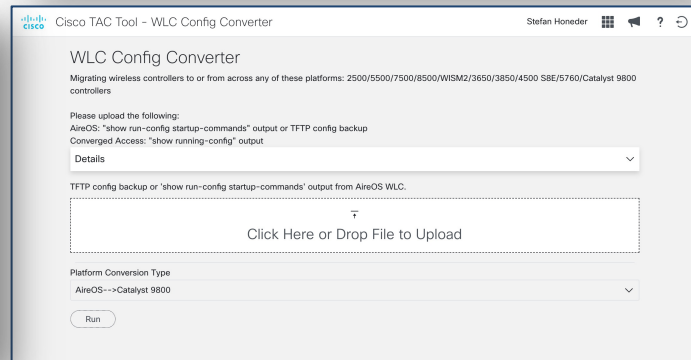 CISCO
Cisco TAC Tool - WLC Config Converter
Stefan Honeder
?
WLC Config Converter
Migrating wireless controllers to or from across any of these platforms: 2500/5500/7500/8500/WISM2/3650/3850/4500 S8E/5760/Catalyst 9800
controllers
Please upload the following:
AireOS: "show run-config startup-commands" output or TFTP config backup
Converged Access: "show running-config" output
Details
TFTP config backup or 'show run-config startup-commands' output from AireOS WLC.
Click Here or Drop File to Upload
Platform Conversion Type
AireOS-->Catalyst 9800
Run